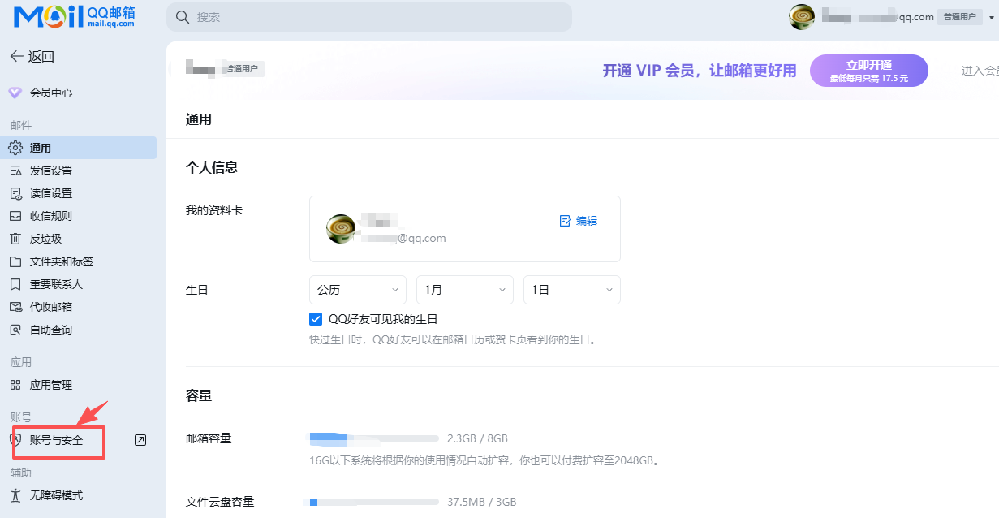 Mail QQ邮箱
mail.qq.com
搜索
@qq.com 普通用户
返回
会员中心
邮件
通用
发信设置
读信设置
收信规则
反垃圾
文件夹和标签
重要联系人
代收邮箱
自助查询
应用
应用管理
账号
账号与安全
辅助
无障碍模式
普通用户
开通 VIP 会员，让邮箱更好用
立即开通
最低每月只需 17.5 元
进入会
通用
个人信息
我的资料卡
@qq.com
编辑
生日
公历
1月
1日
QQ好友可见我的生日
快过生日时，QQ好友可以在邮箱日历或贺卡页看到你的生日。
容量
邮箱容量
2.3GB / 8GB
16G以下系统将根据你的使用情况自动扩容，你也可以付费扩容至2048GB。
文件云盘容量
37.5MB / 3GB